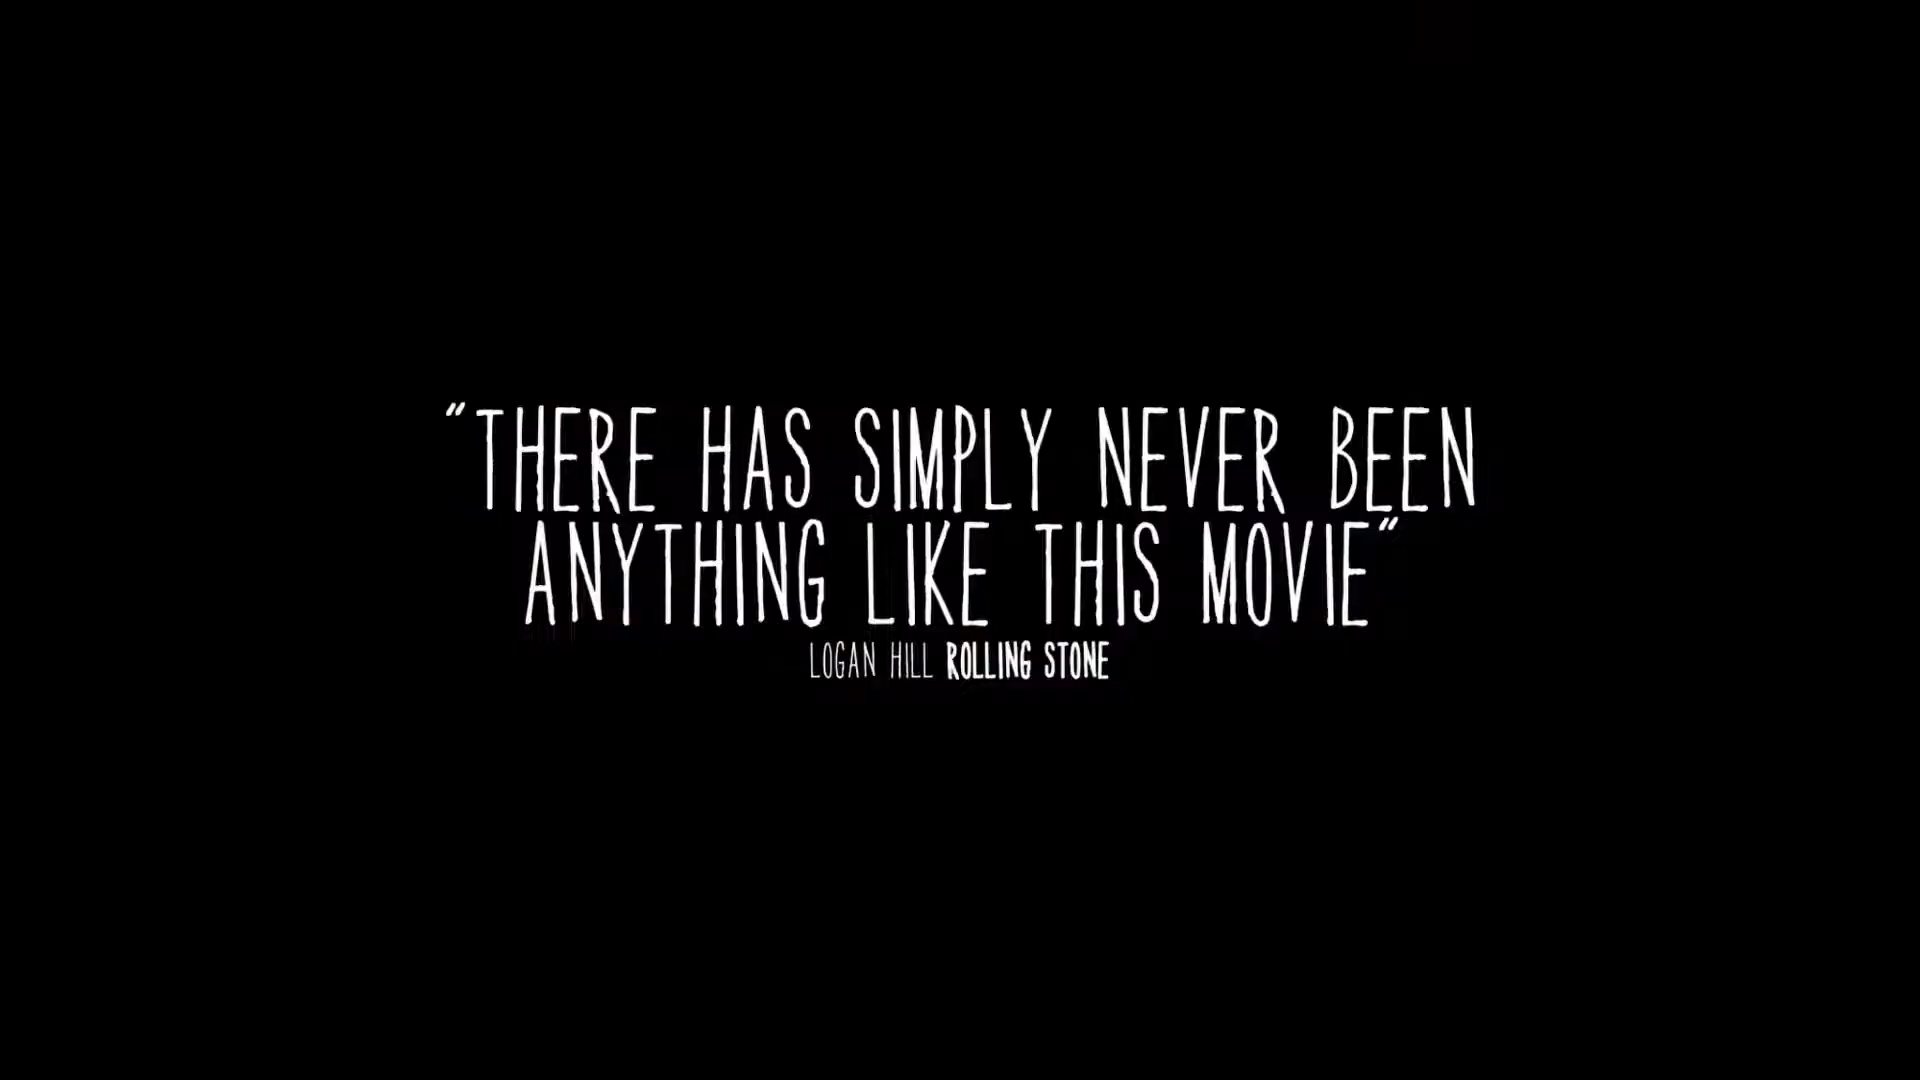 "THERE HAS SIMPLY NEVER BEEN
ANYTHING LIKE THIS MOVIE"
LOGAN HILL ROLLING STONE